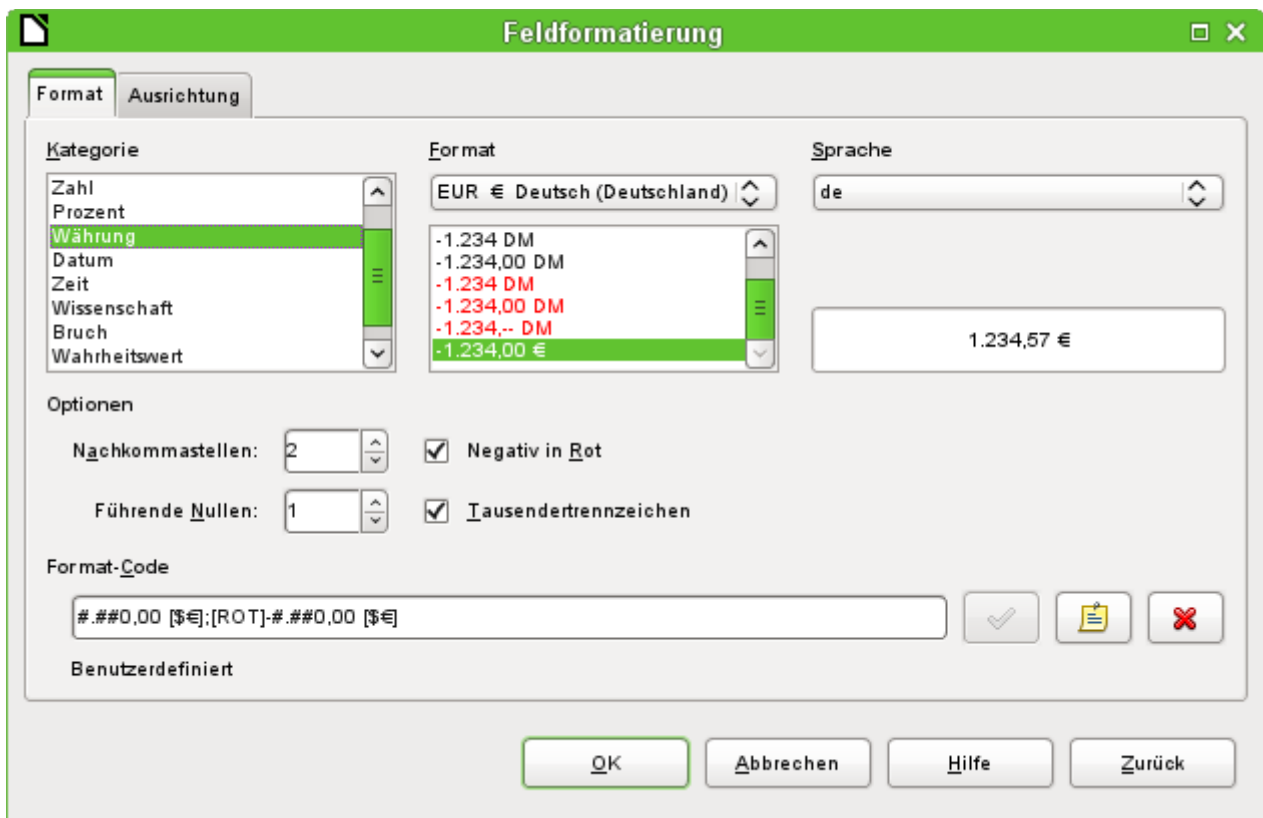 Feldformatierung
Format
Ausrichtung
Kategorie
Zahl
Prozent
Währung
Datum
Zeit
Wissenschaft
Bruch
Wahrheitswert
Format
EUR € Deutsch (Deutschland)
-1.234 DM
-1.234,00 DM
-1.234 DM
-1.234,00 DM
-1.234,-- DM
-1.234,00 €
Sprache
de
1.234,57 €
Optionen
Nachkommastellen: 2
Negativ in Rot
Führende Nullen: 1
Tausendertrennzeichen
Format-Code
#.##0,00 [$€];[ROT]-#.##0,00 [$€]
Benutzerdefiniert
OK
Abbrechen
Hilfe
Zurück